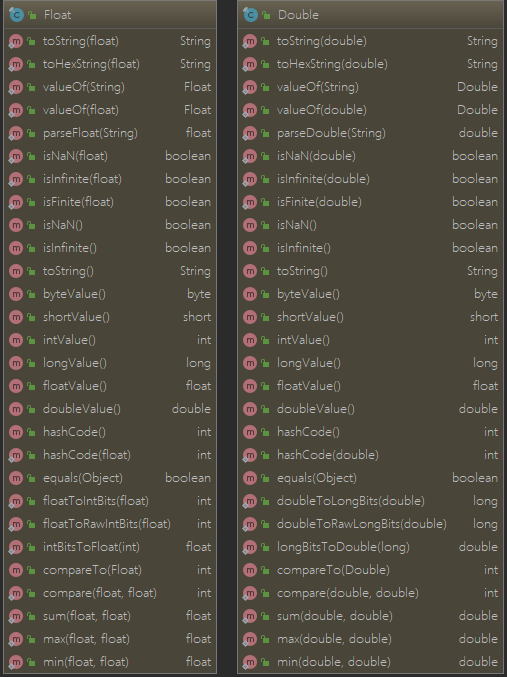 Float
toString(float) String
toHexString(float) String
valueOf(String) Float
valueOf(float) Float
parseFloat(String) float
isNaN(float) boolean
isInfinite(float) boolean
isFinite(float) boolean
isNaN() boolean
isInfinite() boolean
toString() String
byteValue() byte
shortValue() short
intValue() int
longValue() long
floatValue() float
doubleValue() double
hashCode() int
hashCode(float) int
equals(Object) boolean
floatToIntBits(float) int
floatToRawIntBits(float) int
intBitsToFloat(int) float
compareTo(Float) int
compare(float, float) int
sum(float, float) float
max(float, float) float
min(float, float) float
Double
toString(double) String
toHexString(double) String
valueOf(String) Double
valueOf(double) Double
parseDouble(String) double
isNaN(double) boolean
isInfinite(double) boolean
isFinite(double) boolean
isNaN() boolean
isInfinite() boolean
toString() String
byteValue() byte
shortValue() short
intValue() int
longValue() long
floatValue() float
doubleValue() double
hashCode() int
hashCode(double) int
equals(Object) boolean
doubleToLongBits(double) long
doubleToRawLongBits(double) long
longBitsToDouble(long) double
compareTo(Double) int
compare(double, double) int
sum(double, double) double
max(double, double) double
min(double, double) double